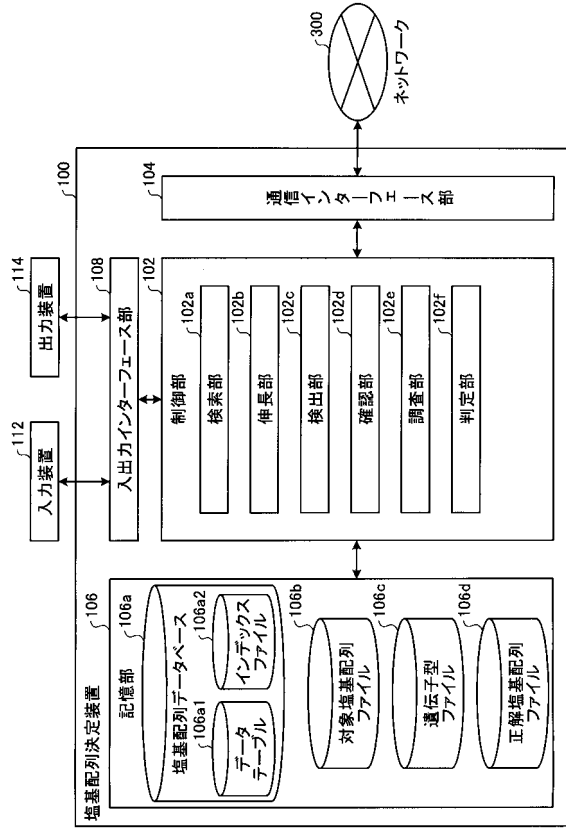 112
入力装置
114
出力装置
100
塩基配列決定装置
108
入出力インターフェース部
106
記憶部
106a
塩基配列データベース
106a1
データ
テーブル
106a2
インデックス
ファイル
106b
対象塩基配列
ファイル
106c
遺伝子型
ファイル
106d
正解塩基配列
ファイル
102
制御部
102a
検索部
102b
伸長部
102c
検出部
102d
確認部
102e
調査部
102f
判定部
104
通信インターフェース部
300
ネットワーク